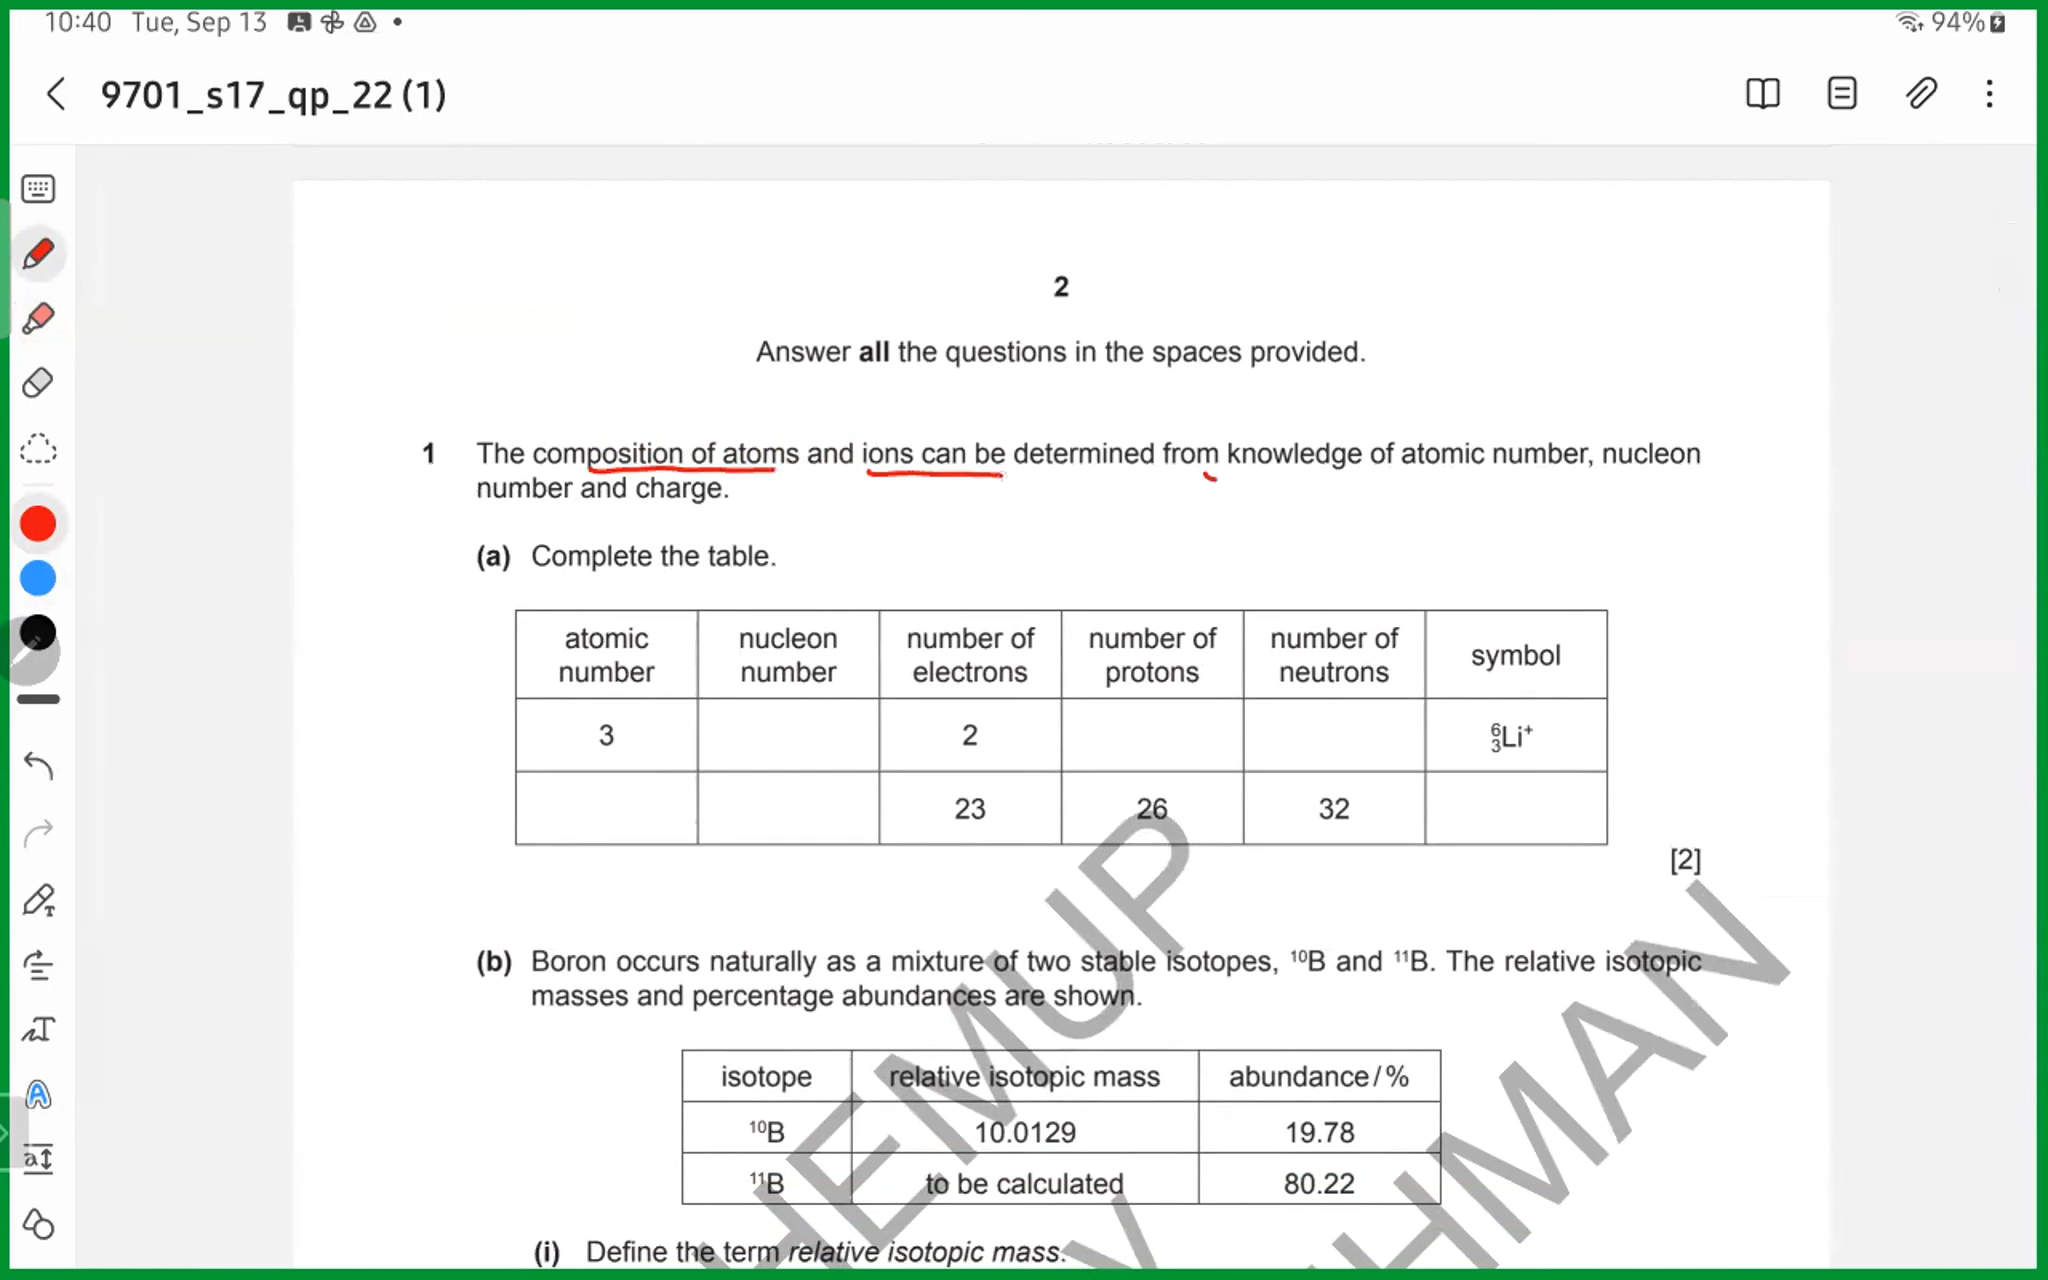 10:40 Tue, Sep 13
94%
9701_s17_qp_22 (1)
2
Answer all the questions in the spaces provided.
1 The composition of atoms and ions can be determined from knowledge of atomic number, nucleon
number and charge.
(a) Complete the table.
atomic number nucleon number number of electrons number of protons number of neutrons symbol
3 2 ⁶₃Li⁺
23 26 32
[2]
(b) Boron occurs naturally as a mixture of two stable isotopes, ¹⁰B and ¹¹B. The relative isotopic
masses and percentage abundances are shown.
isotope relative isotopic mass abundance / %
¹⁰B 10.0129 19.78
¹¹B to be calculated 80.22
(i) Define the term relative isotopic mass.